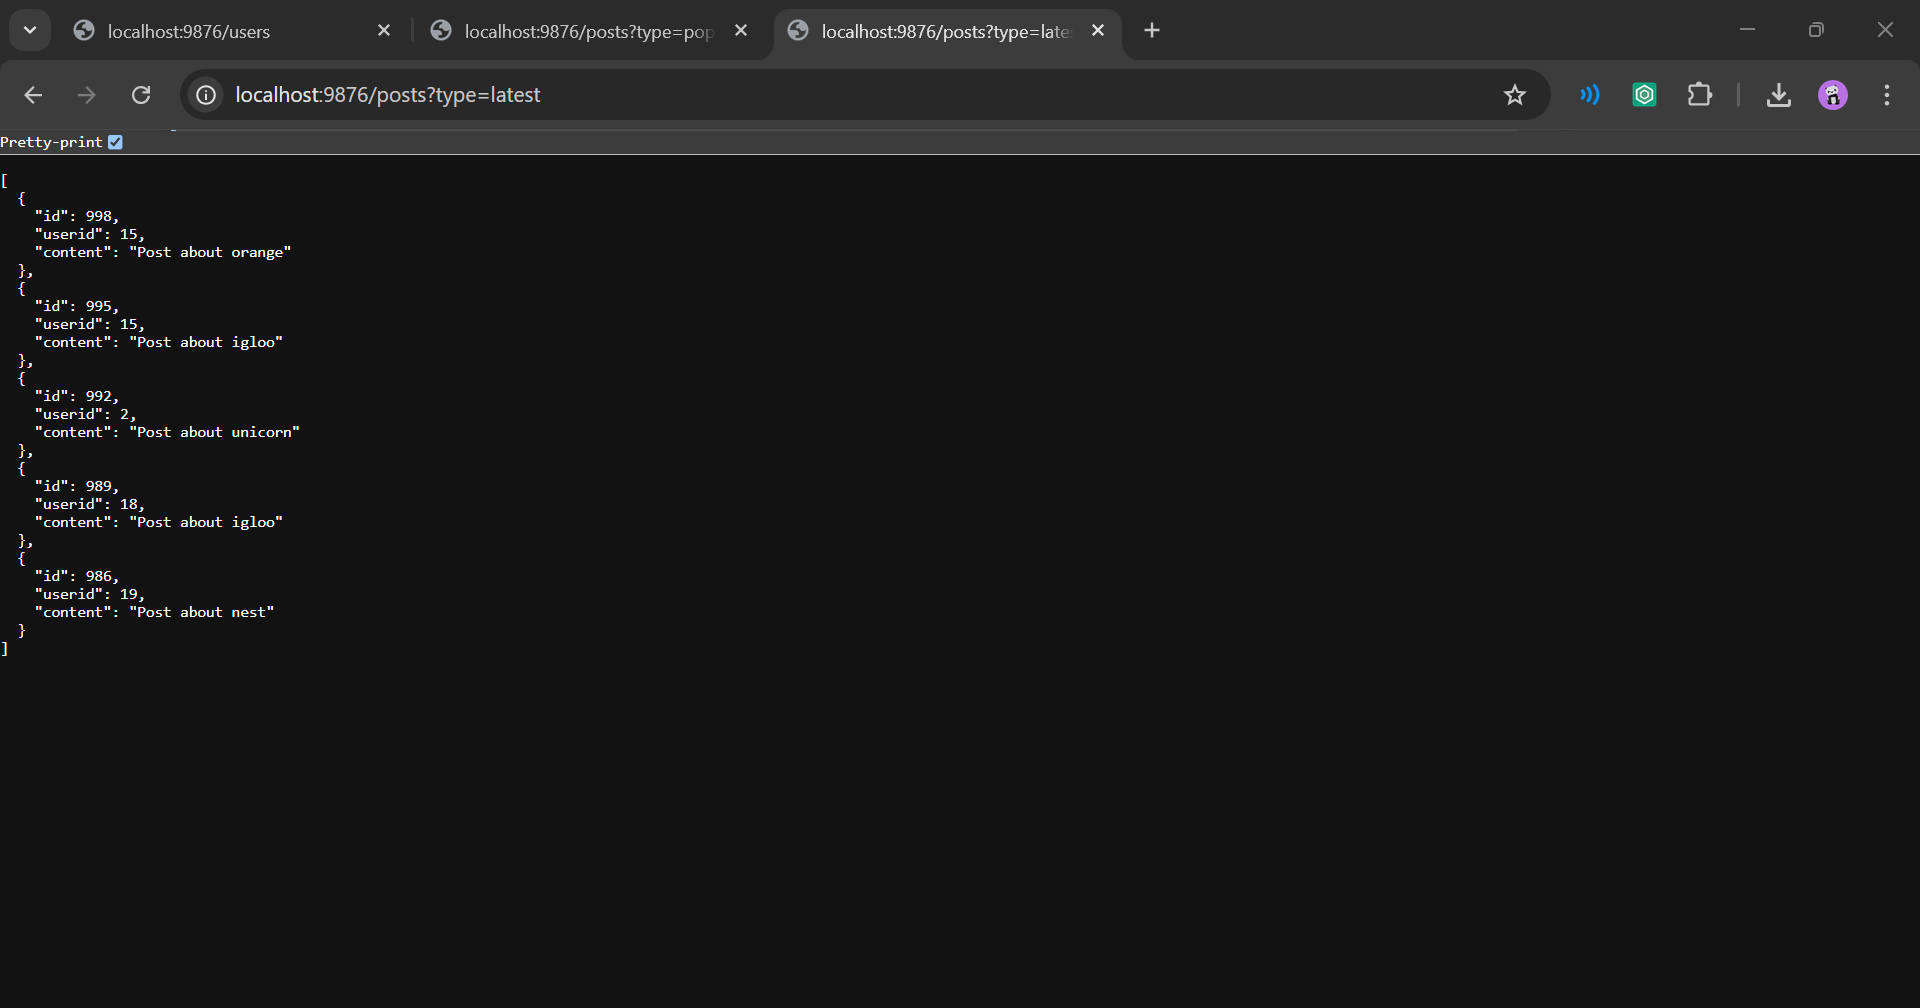 localhost:9876/users
localhost:9876/posts?type=pop
localhost:9876/posts?type=late
localhost:9876/posts?type=latest
Pretty-print
[
  {
    "id": 998,
    "userid": 15,
    "content": "Post about orange"
  },
  {
    "id": 995,
    "userid": 15,
    "content": "Post about igloo"
  },
  {
    "id": 992,
    "userid": 2,
    "content": "Post about unicorn"
  },
  {
    "id": 989,
    "userid": 18,
    "content": "Post about igloo"
  },
  {
    "id": 986,
    "userid": 19,
    "content": "Post about nest"
  }
]